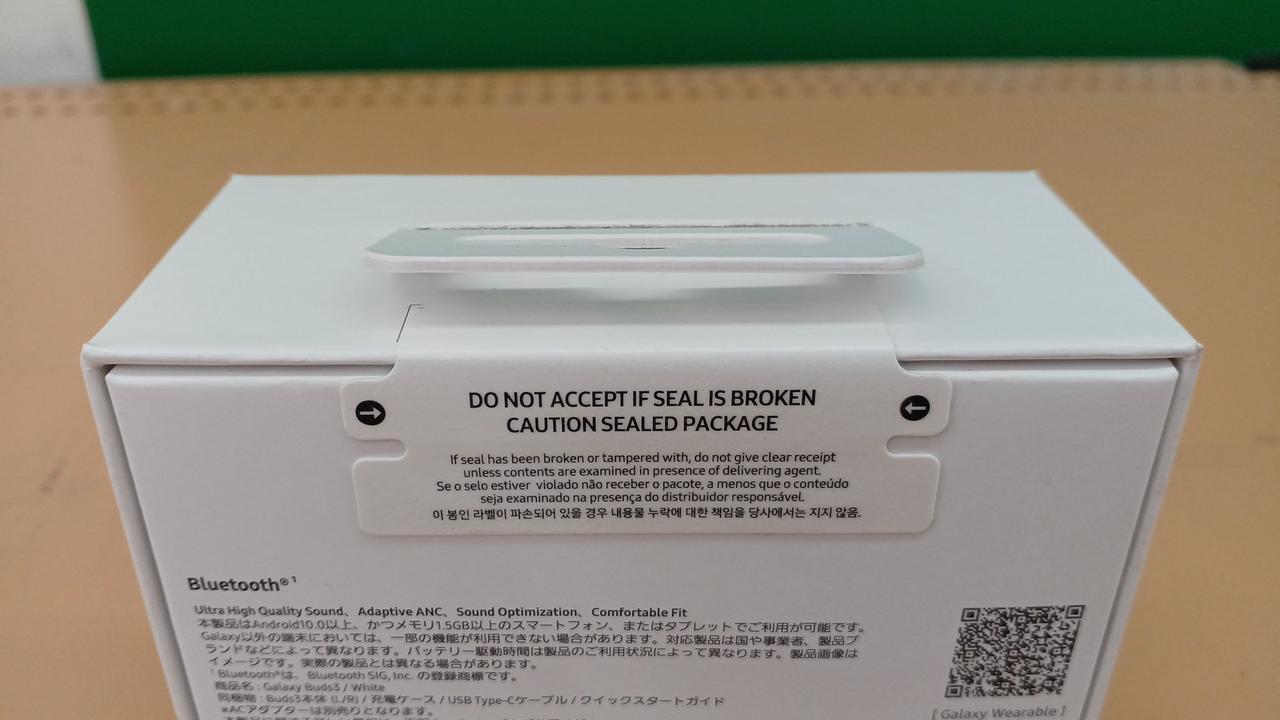 DO NOT ACCEPT IF SEAL IS BROKEN
CAUTION SEALED PACKAGE
If seal has been broken or tampered with, do not give clear receipt
unless contents are examined in presence of delivering agent.
Se o selo estiver violado não receber o pacote, a menos que o conteúdo
seja examinado na presença do distribuidor responsável.
이 봉인 라벨이 파손되어 있을 경우 내용물 누락에 대한 책임을 당사에서는 지지 않음.
Bluetooth®¹
Ultra High Quality Sound、Adaptive ANC、Sound Optimization、Comfortable Fit
本製品はAndroid10.0以上、かつメモリ1.5GB以上のスマートフォン、またはタブレットでご利用が可能です。
Galaxy以外の端末においては、一部の機能が利用できない場合があります。対応製品は国や事業者、製品ブ
ランドなどによって異なります。バッテリー駆動時間は製品のご利用状況によって異なります。製品画像は
イメージです。実際の製品とは異なる場合があります。
¹ Bluetooth®は、Bluetooth SIG, Inc. の登録商標です。
商品名 : Galaxy Buds3 / White
同梱物 : Buds3本体 (L/R) / 充電ケース / USB Type-Cケーブル / クイックスタートガイド
※ACアダプターは別売りとなります。
[ Galaxy Wearable ]